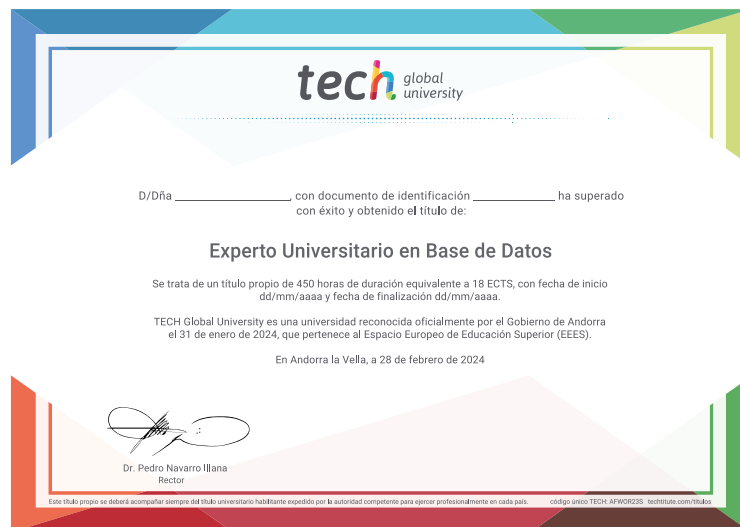 tech global university
D/Dña ________________, con documento de identificación ____________ ha superado
con éxito y obtenido el título de:
Experto Universitario en Base de Datos
Se trata de un título propio de 450 horas de duración equivalente a 18 ECTS, con fecha de inicio
dd/mm/aaaa y fecha de finalización dd/mm/aaaa.
TECH Global University es una universidad reconocida oficialmente por el Gobierno de Andorra
el 31 de enero de 2024, que pertenece al Espacio Europeo de Educación Superior (EEES).
En Andorra la Vella, a 28 de febrero de 2024
Dr. Pedro Navarro Illana
Rector
Este título propio se deberá acompañar siempre del título universitario habilitante expedido por la autoridad competente para ejercer profesionalmente en cada país. código único TECH: AFWOR23S techtitute.com/titulos